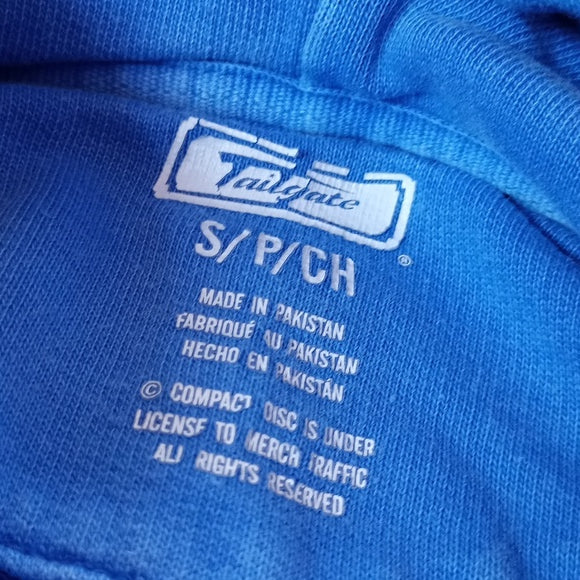 Tailgate
®
S/P/CH
MADE IN PAKISTAN
FABRIQUÉ AU PAKISTAN
HECHO EN PAKISTÁN
© COMPACT DISC IS UNDER
LICENSE TO MERCH TRAFFIC
ALL RIGHTS RESERVED